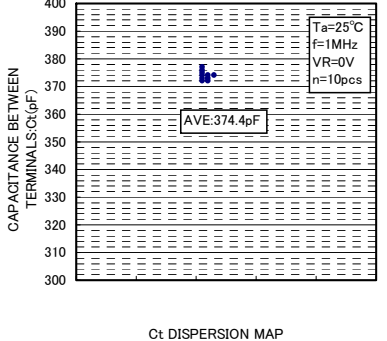 400
390
380
370
360
350
340
330
320
310
300
CAPACITANCE BETWEEN
TERMINALS:Ct(pF)
Ta=25℃
f=1MHz
VR=0V
n=10pcs
AVE:374.4pF
Ct DISPERSION MAP